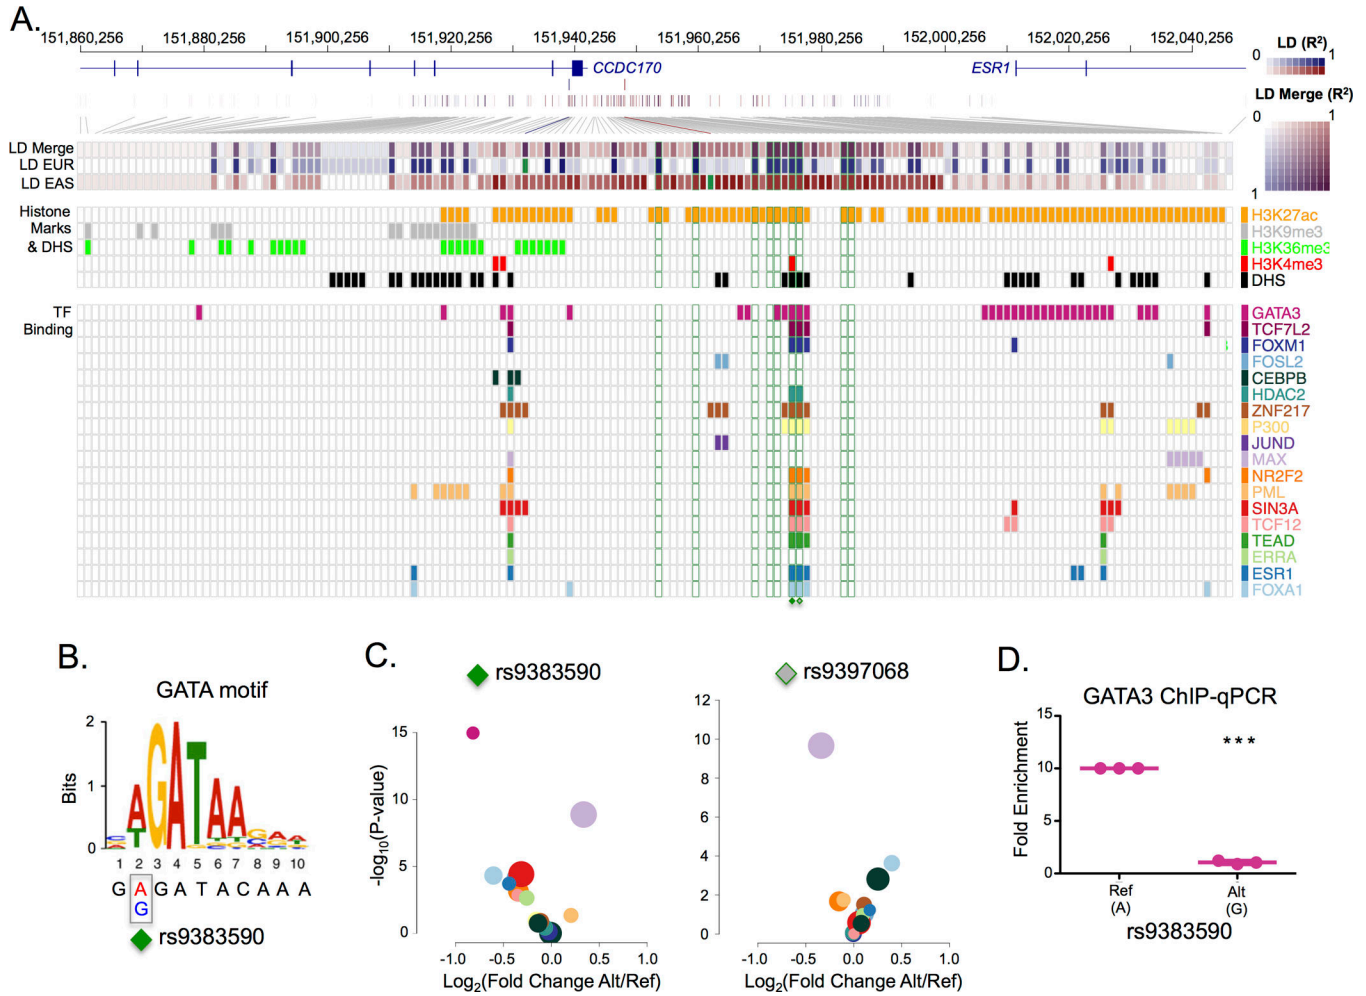 A.
151,860,256 151,880,256 151,900,256 151,920,256 151,940,256 151,960,256 151,980,256 152,000,256 152,020,256 152,040,256
LD (R²)
0 1
CCDC170
ESR1
LD Merge (R²)
0 1
1
LD Merge
LD EUR
LD EAS
Histone
Marks
& DHS
H3K27ac
H3K9me3
H3K36me3
H3K4me3
DHS
TF
Binding
GATA3
TCF7L2
FOXM1
FOSL2
CEBPB
HDAC2
ZNF217
P300
JUND
MAX
NR2F2
PML
SIN3A
TCF12
TEAD
ERRA
ESR1
FOXA1
B.
GATA motif
2
1
0
Bits
1 2 3 4 5 6 7 8 9 10
G A G A T A C A A A
G
rs9383590
C.
rs9383590
15
10
5
0
-log10(P-value)
-1.0 -0.5 0.0 0.5 1.0
Log2(Fold Change Alt/Ref)
rs9397068
12
10
8
6
4
2
0
-1.0 -0.5 0.0 0.5 1.0
Log2(Fold Change Alt/Ref)
D.
GATA3 ChIP-qPCR
15
10
5
0
Fold Enrichment
***
Ref Alt
(A) (G)
rs9383590